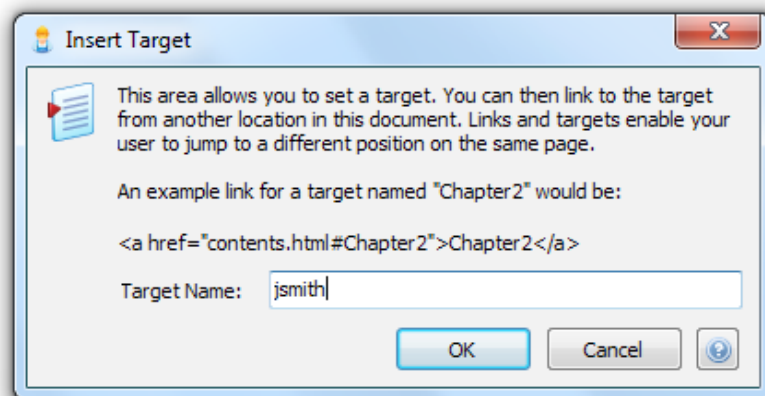 Insert Target
This area allows you to set a target. You can then link to the target
from another location in this document. Links and targets enable your
user to jump to a different position on the same page.
An example link for a target named "Chapter2" would be:
<a href="contents.html#Chapter2">Chapter2</a>
Target Name: jsmith
OK Cancel